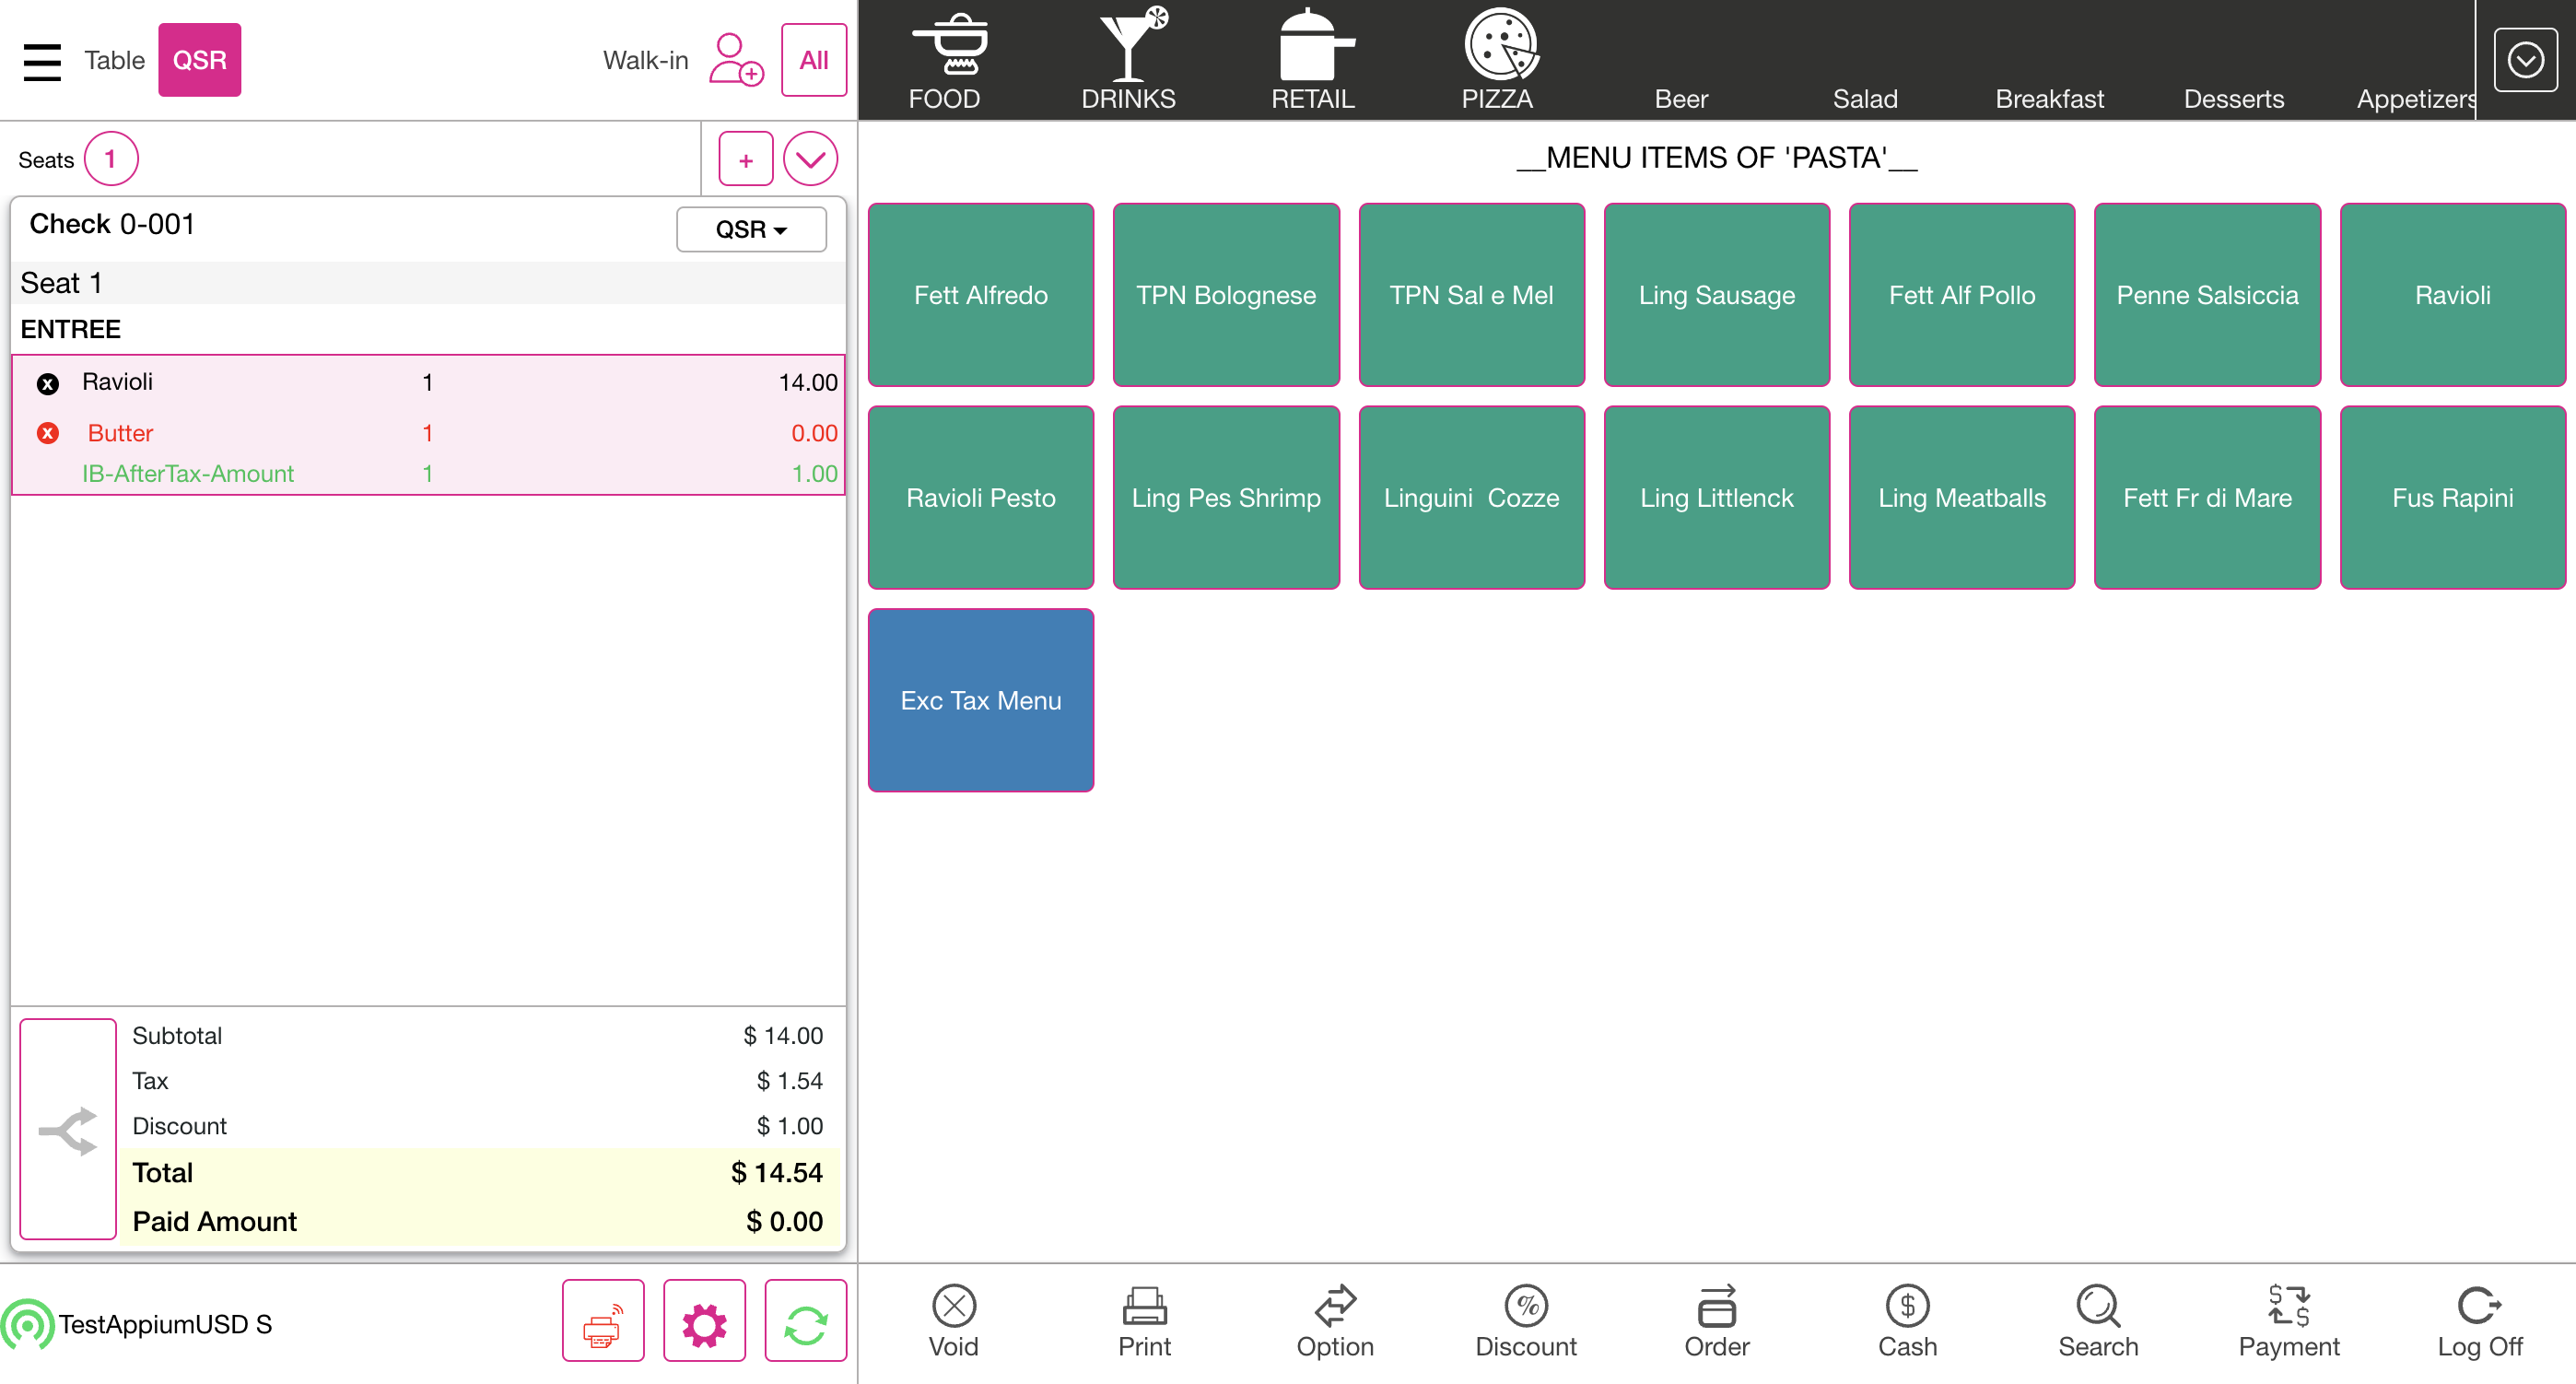 Table
QSR
Walk-in
All
FOOD
DRINKS
RETAIL
PIZZA
Beer
Salad
Breakfast
Desserts
Appetizers
Seats
1
+
__MENU ITEMS OF 'PASTA'__
Check 0-001
QSR
Seat 1
ENTREE
x Ravioli 1 14.00
x Butter 1 0.00
IB-AfterTax-Amount 1 1.00
Fett Alfredo
TPN Bolognese
TPN Sal e Mel
Ling Sausage
Fett Alf Pollo
Penne Salsiccia
Ravioli
Ravioli Pesto
Ling Pes Shrimp
Linguini  Cozze
Ling Littlenck
Ling Meatballs
Fett Fr di Mare
Fus Rapini
Exc Tax Menu
Subtotal $ 14.00
Tax $ 1.54
Discount $ 1.00
Total $ 14.54
Paid Amount $ 0.00
TestAppiumUSD S
Void
Print
Option
%
Discount
Order
$
Cash
Search
$ $
Payment
Log Off